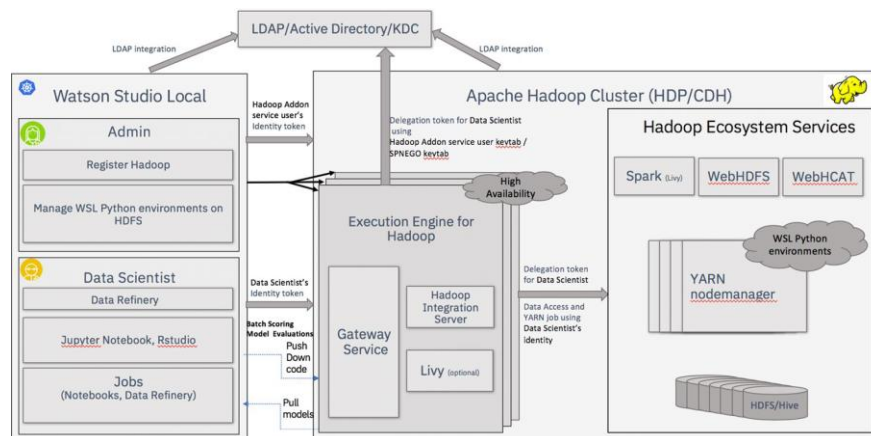 LDAP/Active Directory/KDC
LDAP integration
LDAP integration
Watson Studio Local
Admin
Register Hadoop
Manage WSL Python environments on
HDFS
Data Scientist
Data Refinery
Jupyter Notebook, Rstudio
Jobs
(Notebooks, Data Refinery)
Hadoop Addon
service user's
Identity token
Data Scientist's
Identity token
Batch Scoring
Model Evaluations
Push
Down
code
Pull
models
Apache Hadoop Cluster (HDP/CDH)
Delegation token for Data Scientist
using
Hadoop Addon service user keytab /
SPNEGO keytab
High
Availability
Execution Engine for
Hadoop
Gateway
Service
Hadoop
Integration
Server
Livy (optional)
Delegation token
for Data Scientist
Data Access and
YARN job using
Data Scientist's
identity
Hadoop Ecosystem Services
Spark (Livy)
WebHDFS
WebHCAT
WSL Python
environments
YARN
nodemanager
HDFS/Hive